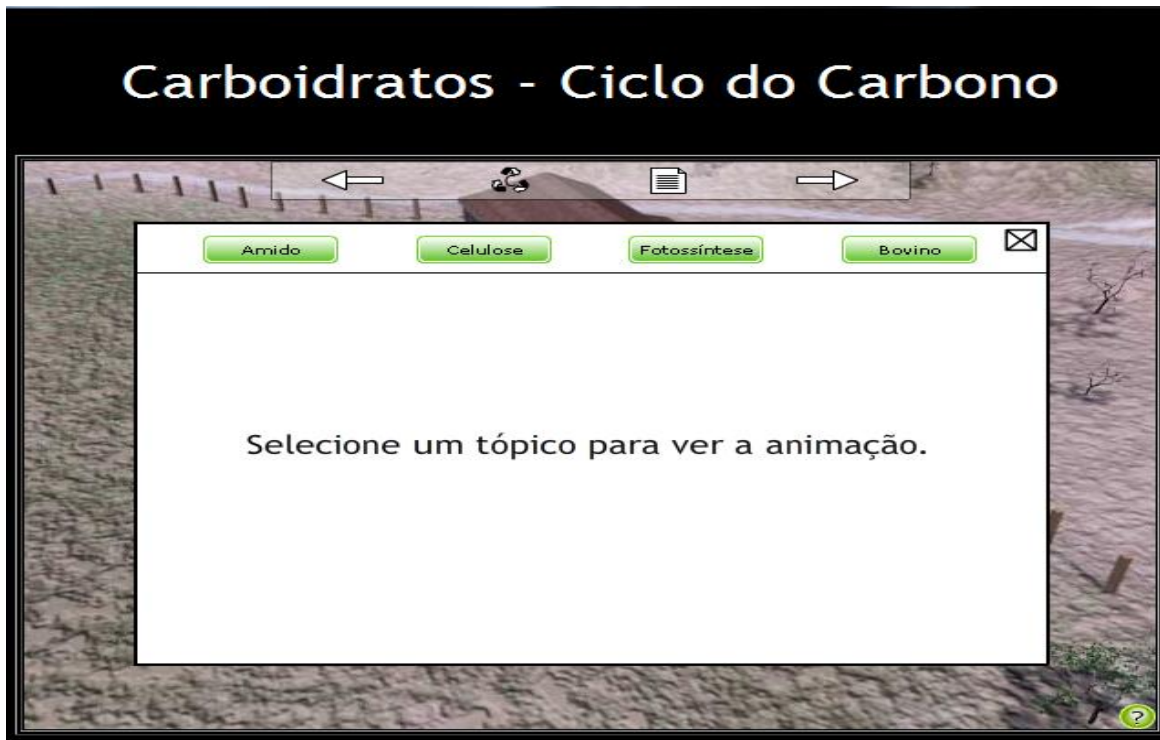 Carboidratos - Ciclo do Carbono
Amido Celulose Fotossíntese Bovino
Selecione um tópico para ver a animação.
?